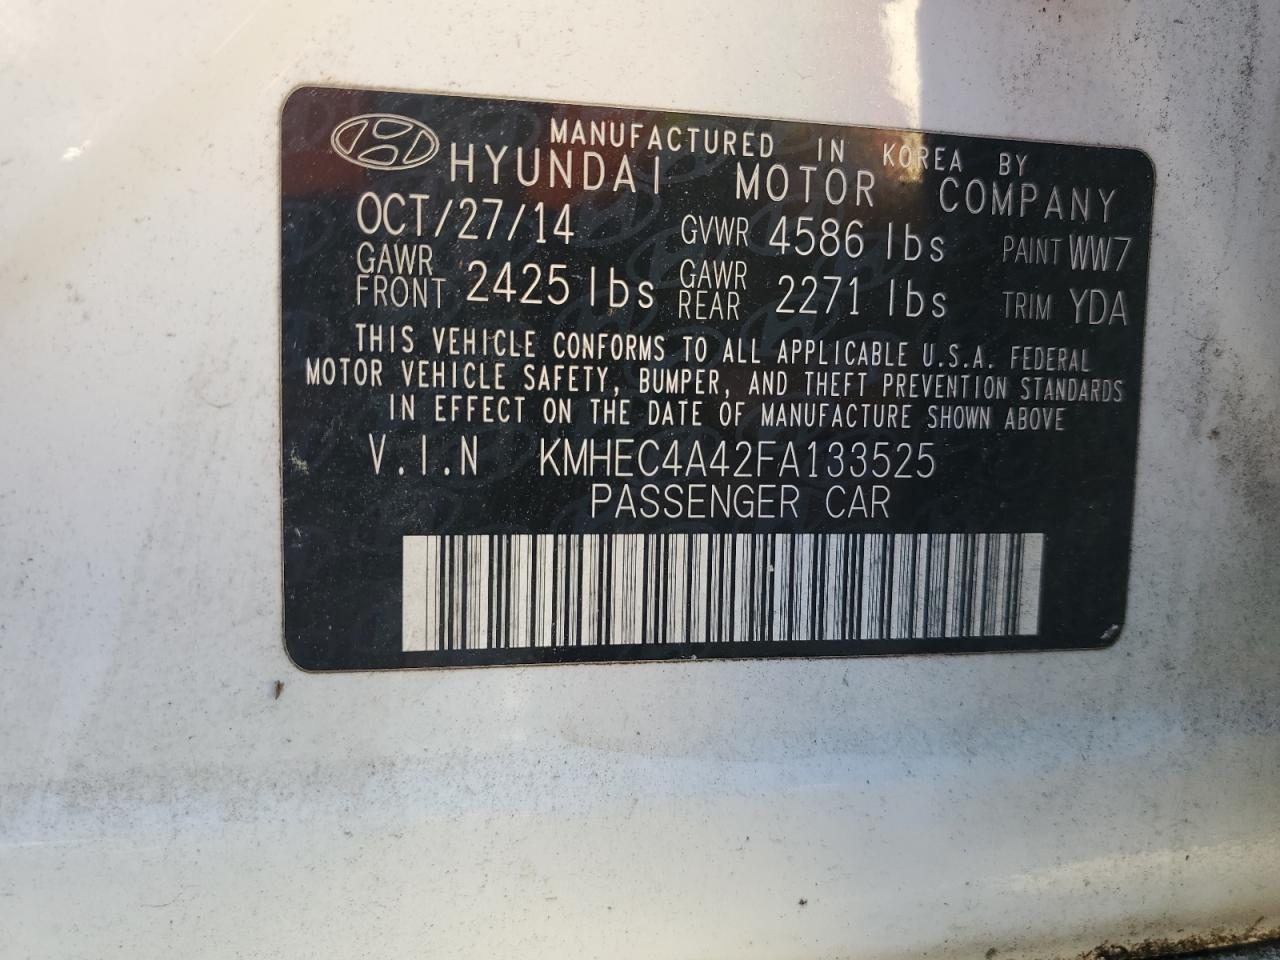 MANUFACTURED IN KOREA BY
HYUNDAI MOTOR COMPANY
OCT/27/14 GVWR 4586 lbs PAINT WW7
GAWR FRONT 2425 lbs GAWR REAR 2271 lbs TRIM YDA
THIS VEHICLE CONFORMS TO ALL APPLICABLE U.S.A. FEDERAL
MOTOR VEHICLE SAFETY, BUMPER, AND THEFT PREVENTION STANDARDS
IN EFFECT ON THE DATE OF MANUFACTURE SHOWN ABOVE
V.I.N KMHEC4A42FA133525
PASSENGER CAR